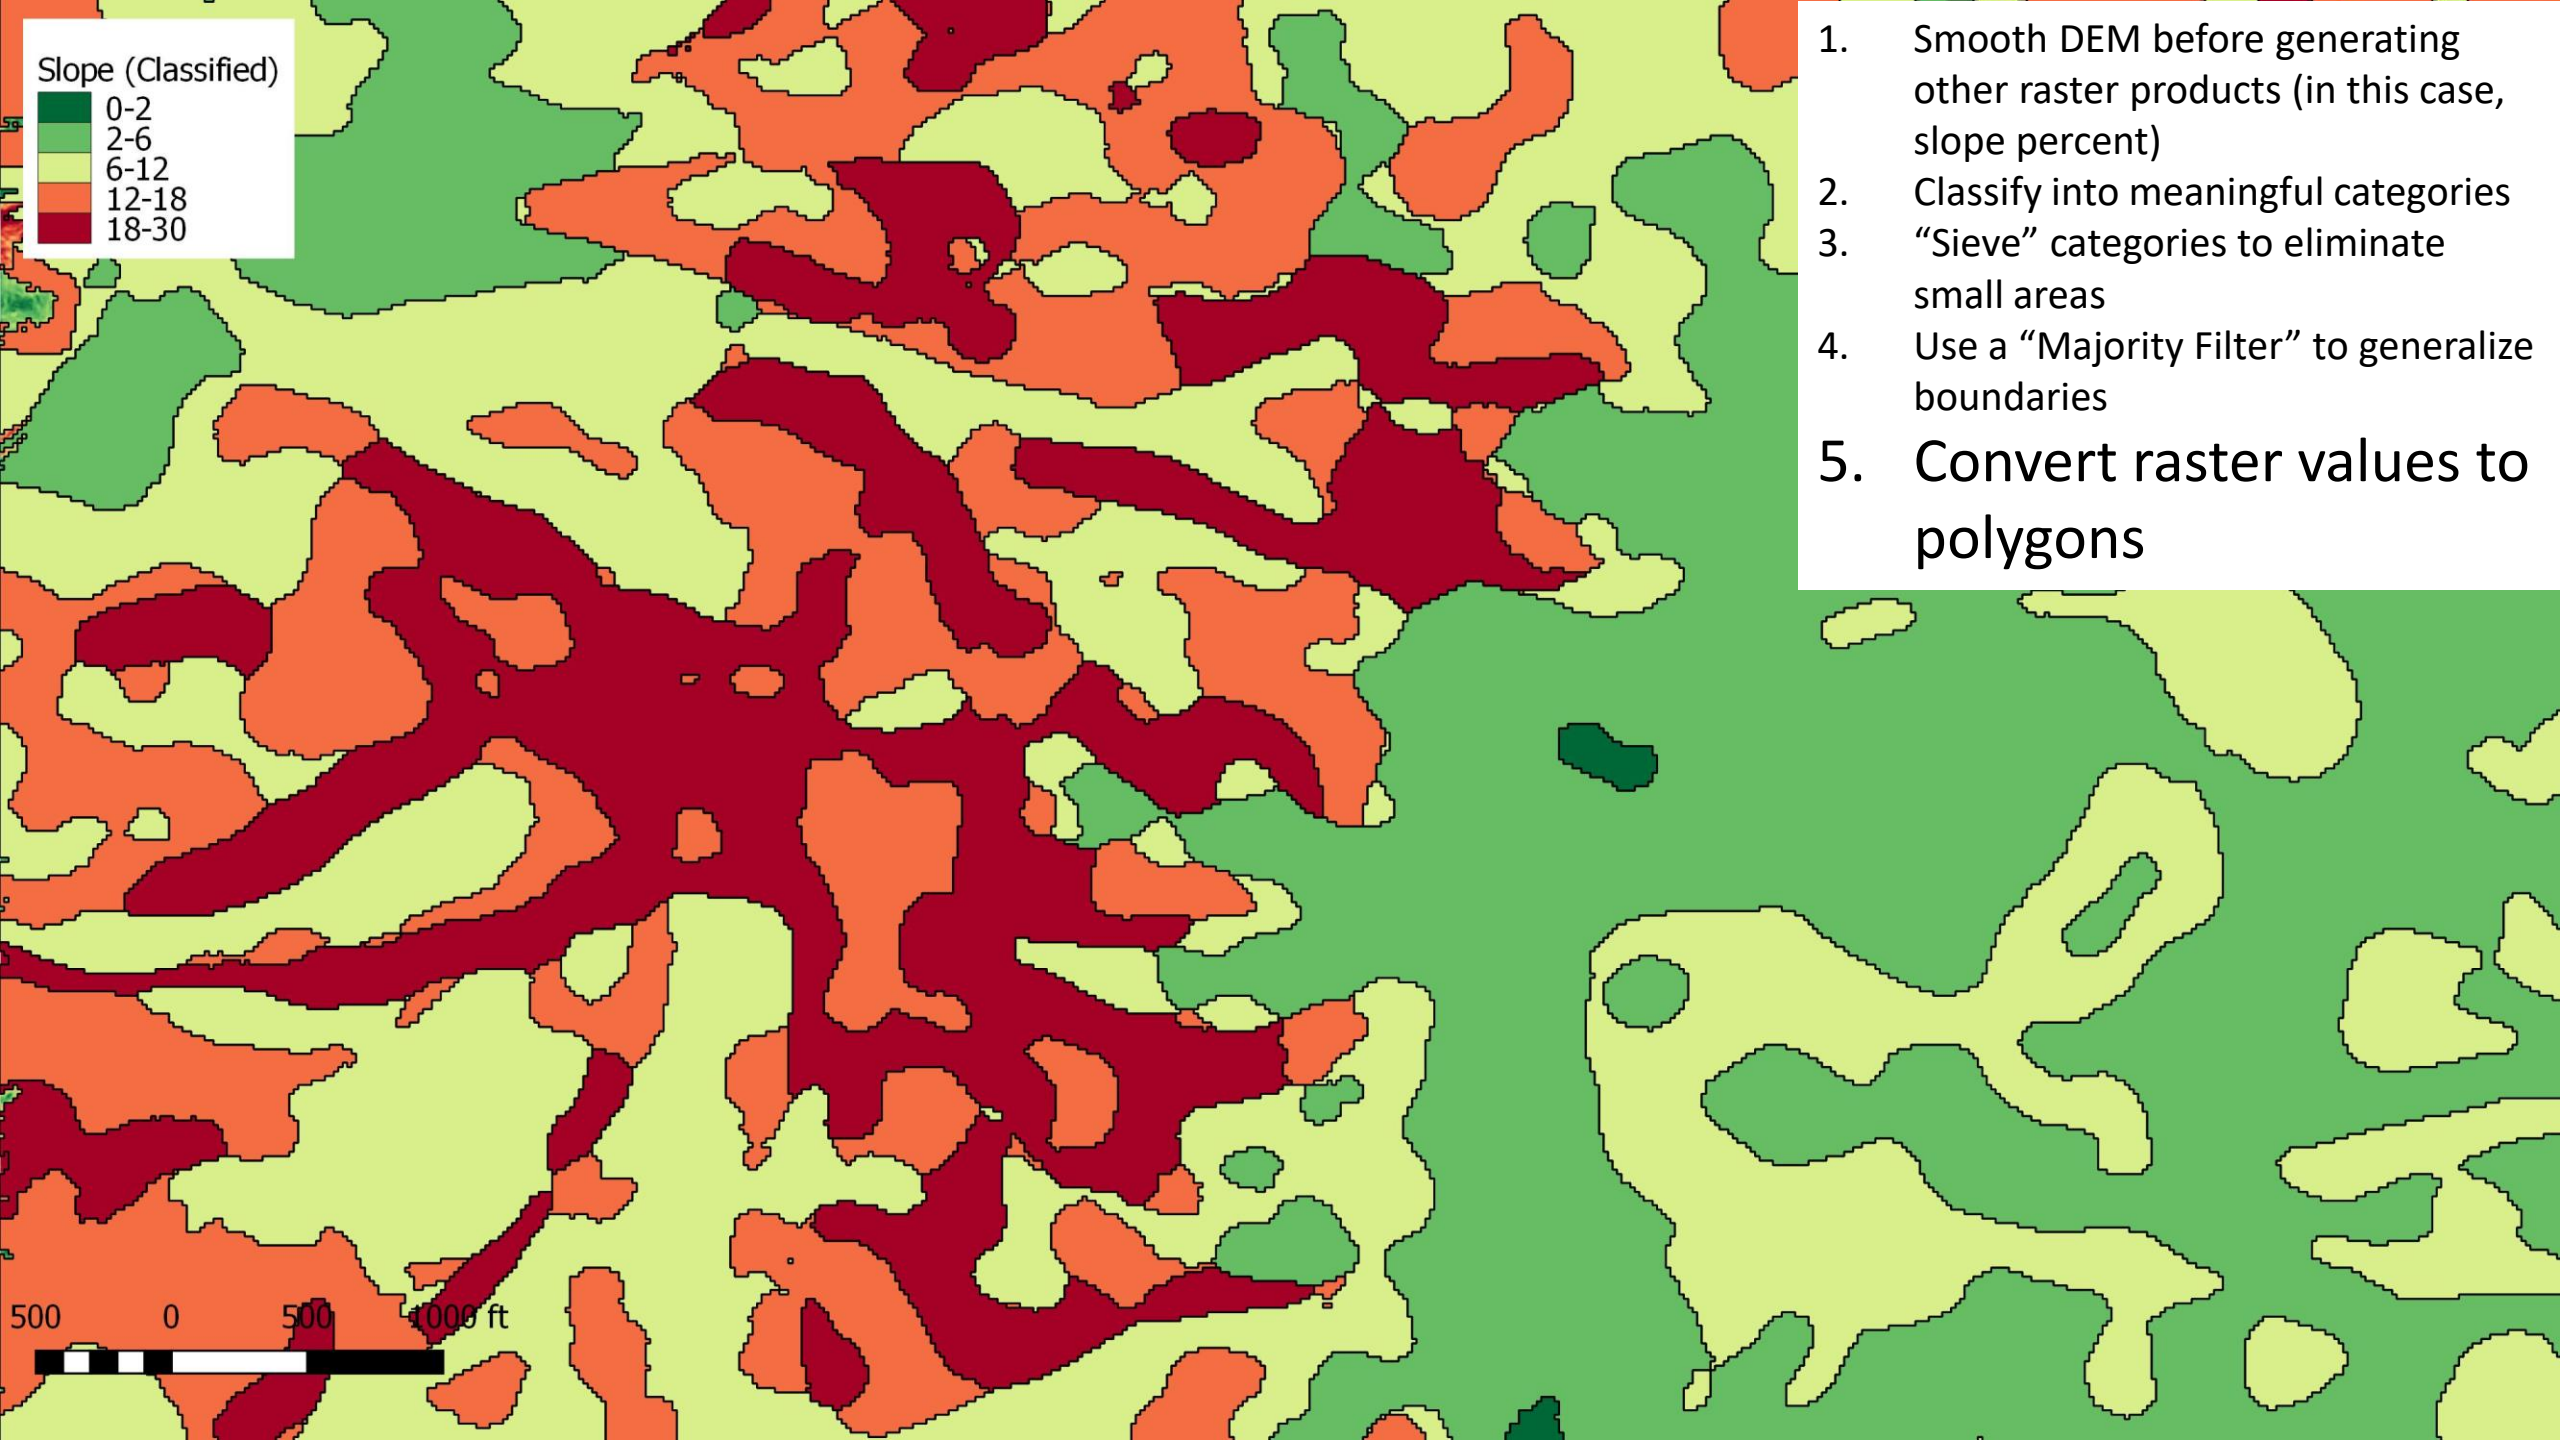 Slope (Classified)
0-2
2-6
6-12
12-18
18-30
1. Smooth DEM before generating
other raster products (in this case,
slope percent)
2. Classify into meaningful categories
3. “Sieve” categories to eliminate
small areas
4. Use a “Majority Filter” to generalize
boundaries
5. Convert raster values to
polygons
500 0 500 1000 ft